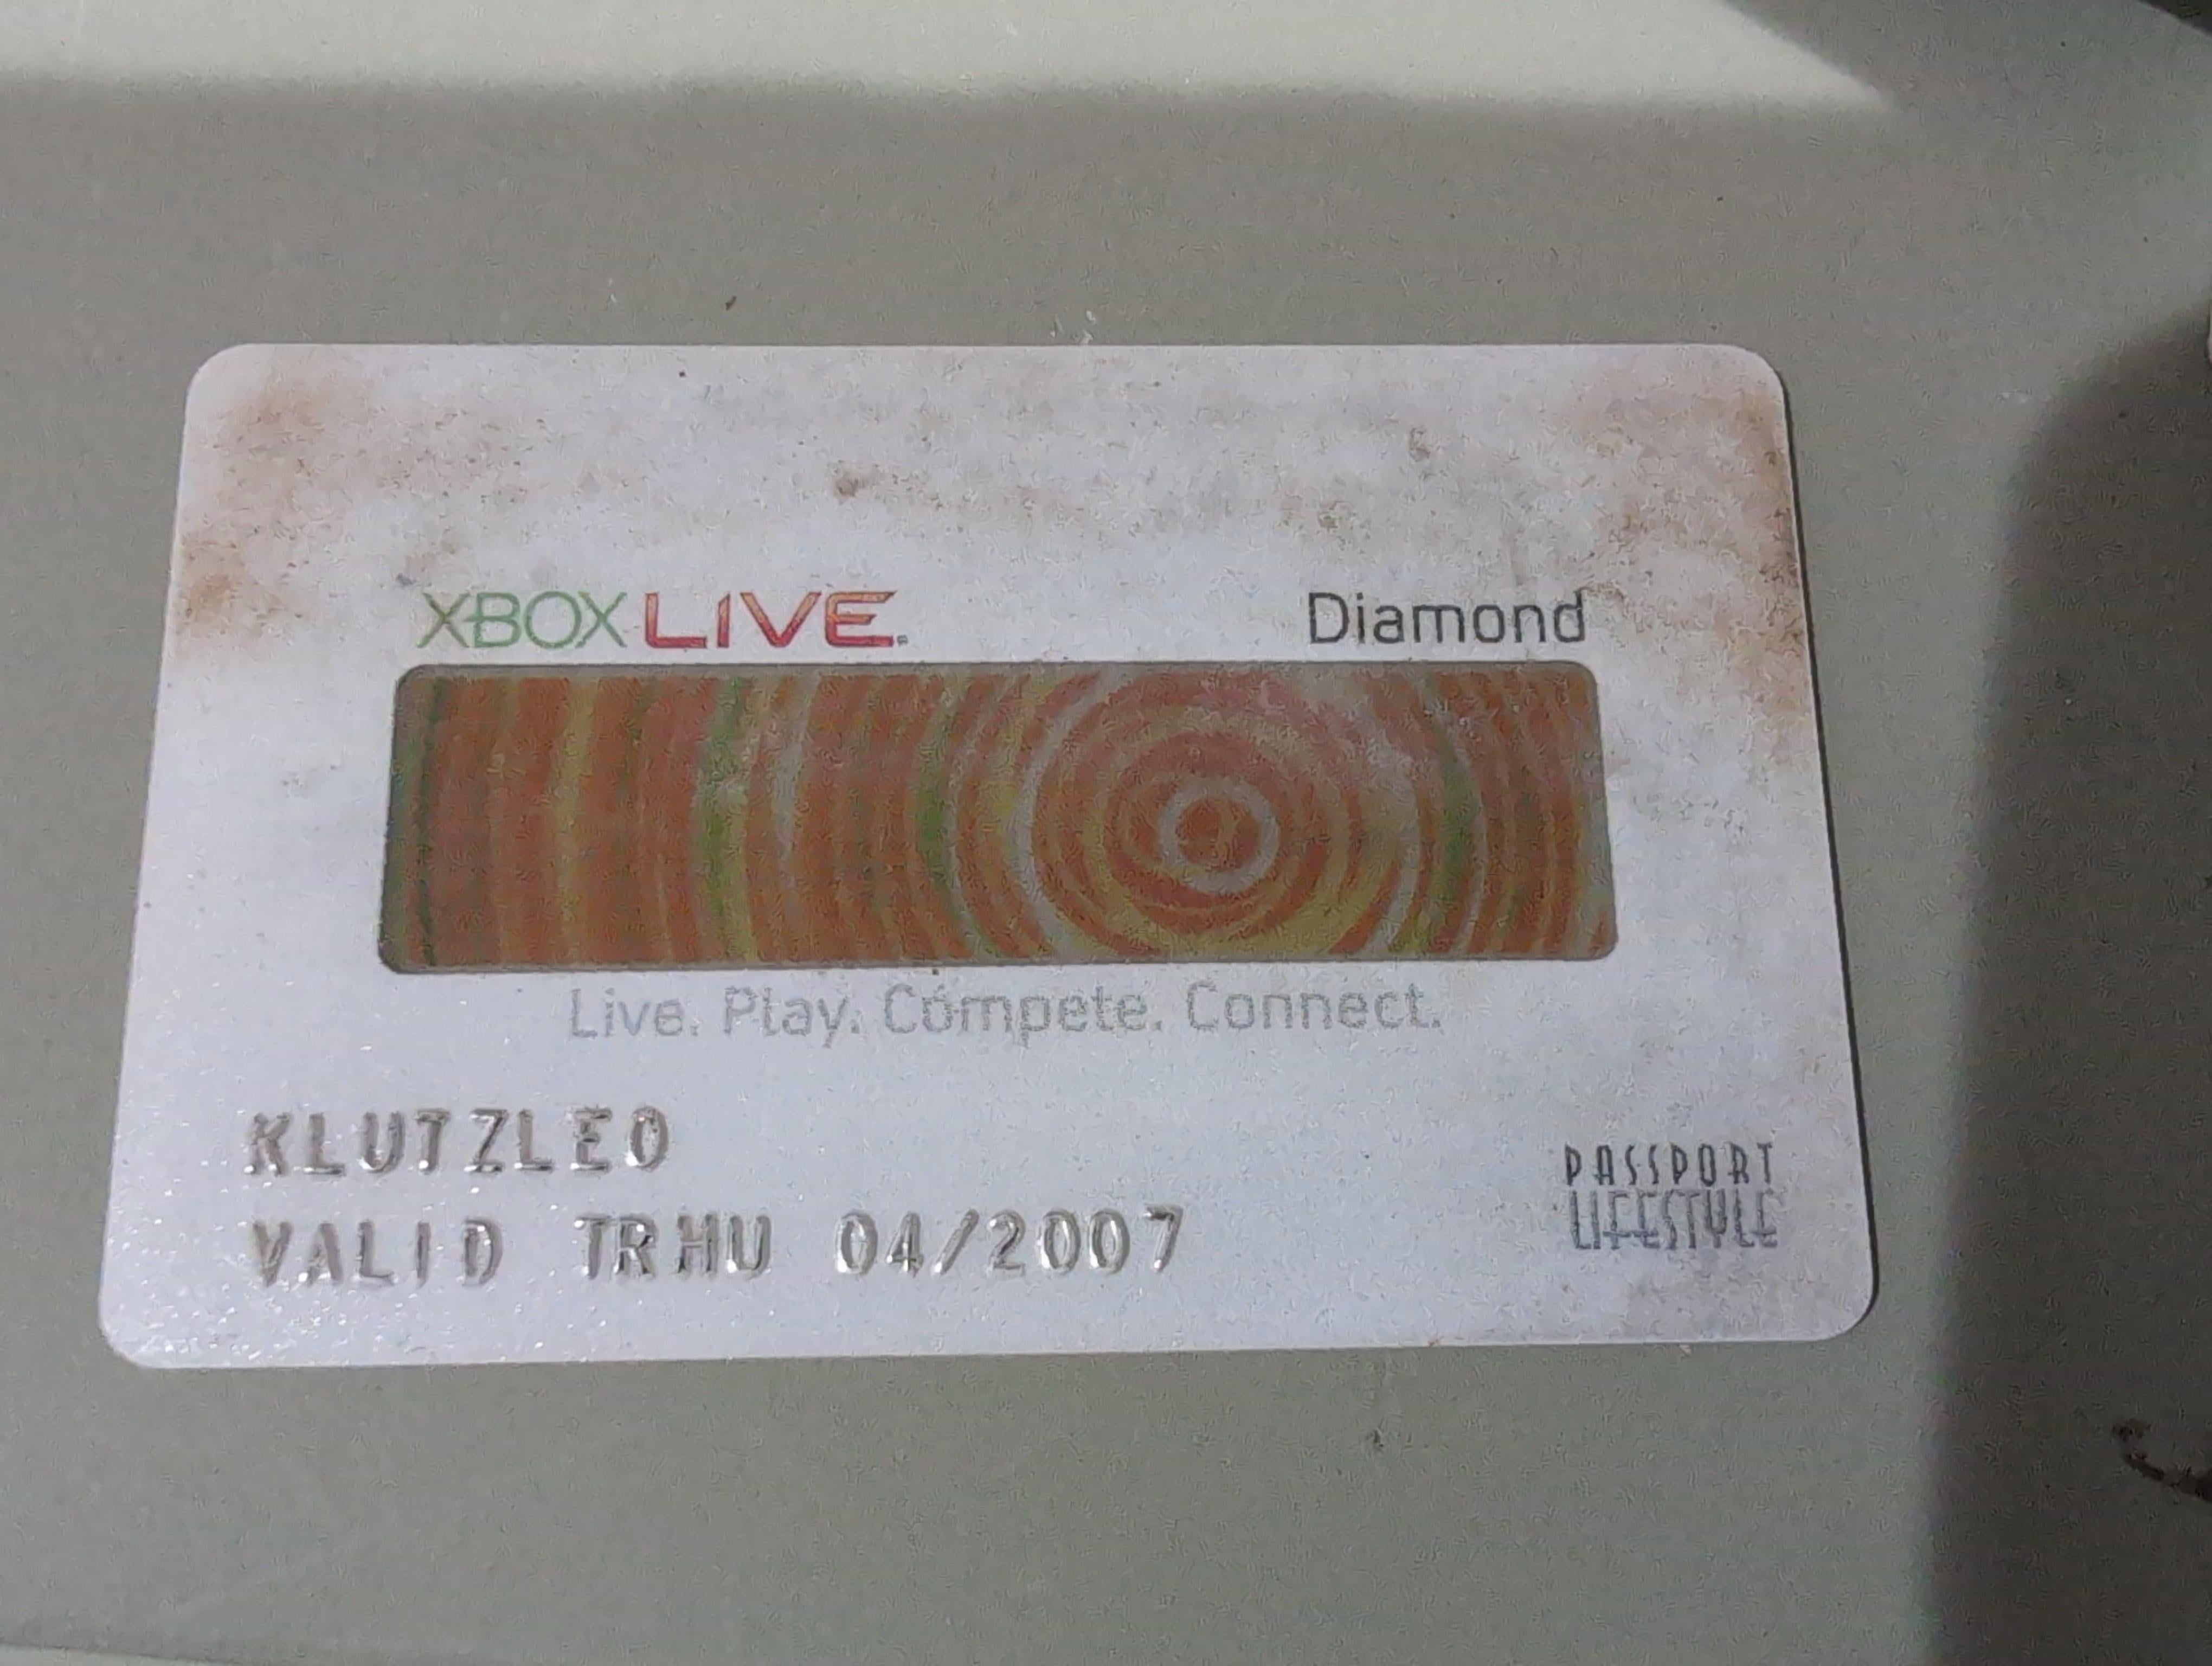 XBOX LIVE
Diamond
Live. Play. Compete. Connect.
KLUTZLEO
VALID TRHU 04/2007
PASSPORT
LIFESTYLE